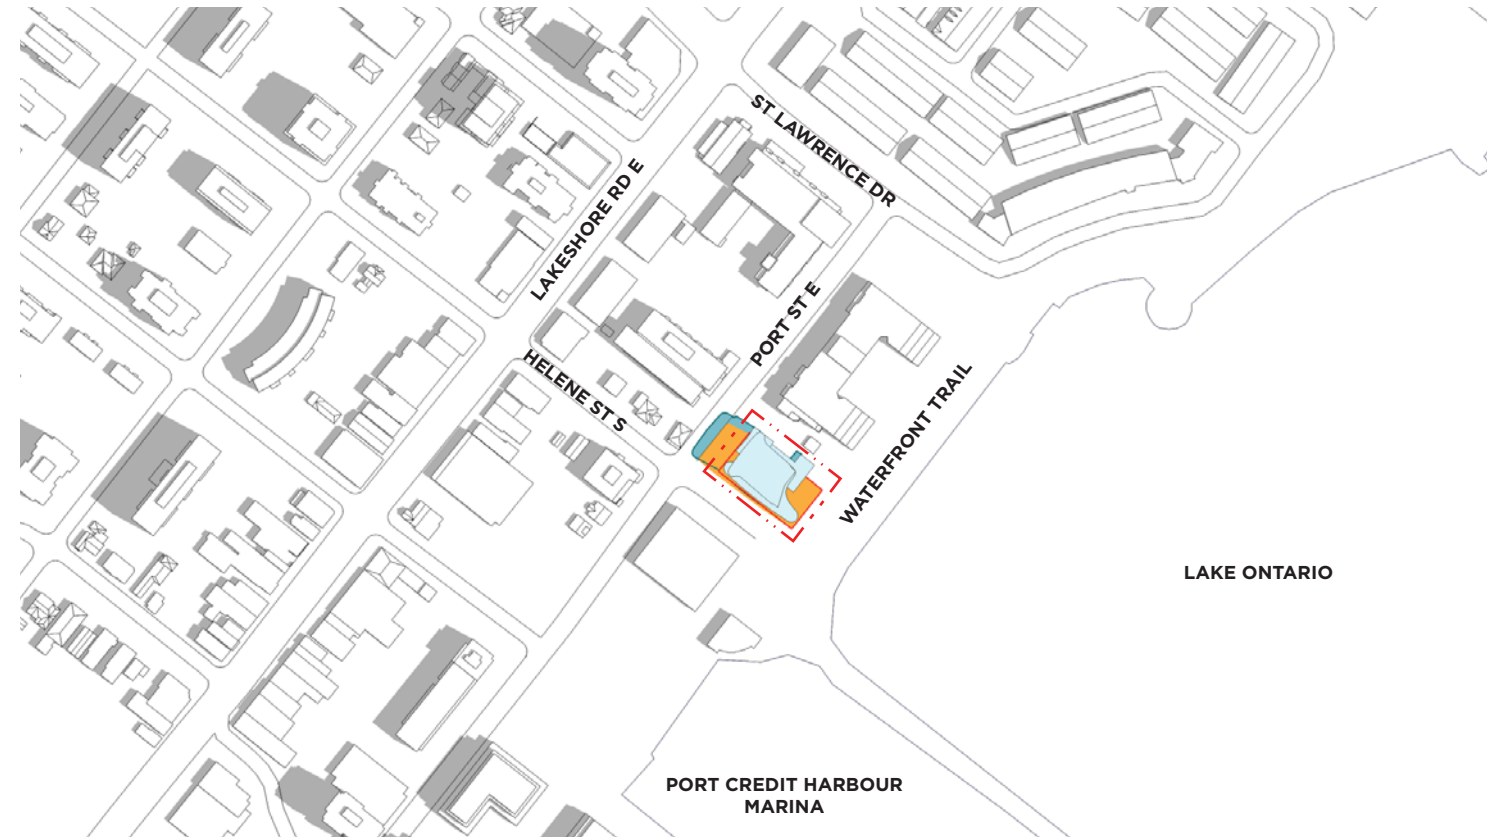 ST LAWRENCE DR
LAKESHORE RD E
PORT ST E
HELENE ST S
WATERFRONT TRAIL
LAKE ONTARIO
PORT CREDIT HARBOUR
MARINA